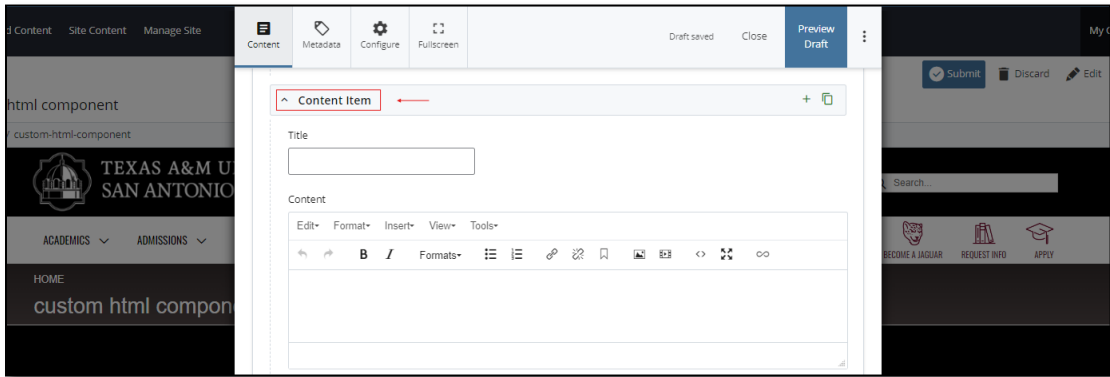 d Content Site Content Manage Site
Content Metadata Configure Fullscreen Draft saved Close Preview Draft
My
Submit Discard Edit
html component
Content Item
/ custom-html-component
Title
TEXAS A&M U
SAN ANTONIO
Search...
Content
Edit Format Insert View Tools
ACADEMICS ADMISSIONS
B I Formats
BECOME A JAGUAR REQUEST INFO APPLY
HOME
custom html compon